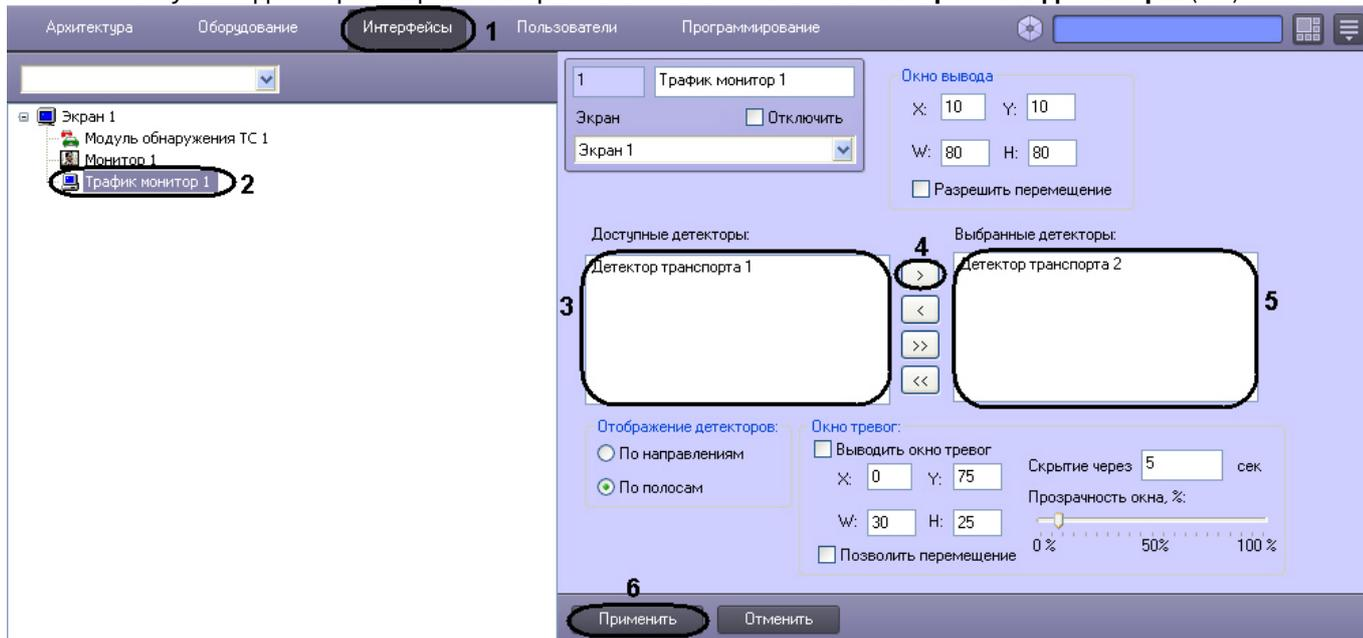 Архитектура Оборудование Интерфейсы 1 Пользователи Программирование
1 Трафик монитор 1
Окно вывода
X: 10 Y: 10
Экран 1
Экран Отключить
Модуль обнаружения ТС 1
Экран 1
W: 80 H: 80
Монитор 1
Трафик монитор 1 2
Разрешить перемещение
Доступные детекторы: 4 Выбранные детекторы:
Детектор транспорта 1 > Детектор транспорта 2
3 < 5
>>
<<
Отображение детекторов: Окно тревог:
По направлениям
По полосам
Выводить окно тревог
X: 0 Y: 75
W: 30 H: 25
Позволить перемещение
Скрытие через 5 сек
Прозрачность окна, %:
0 % 50% 100 %
6
Применить Отменить